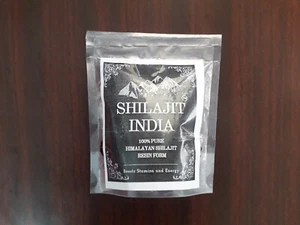 SHILAJIT
INDIA
100% PURE
HIMALAYAN SHILAJIT
RESIN FORM
Boosts Stamina and Energy